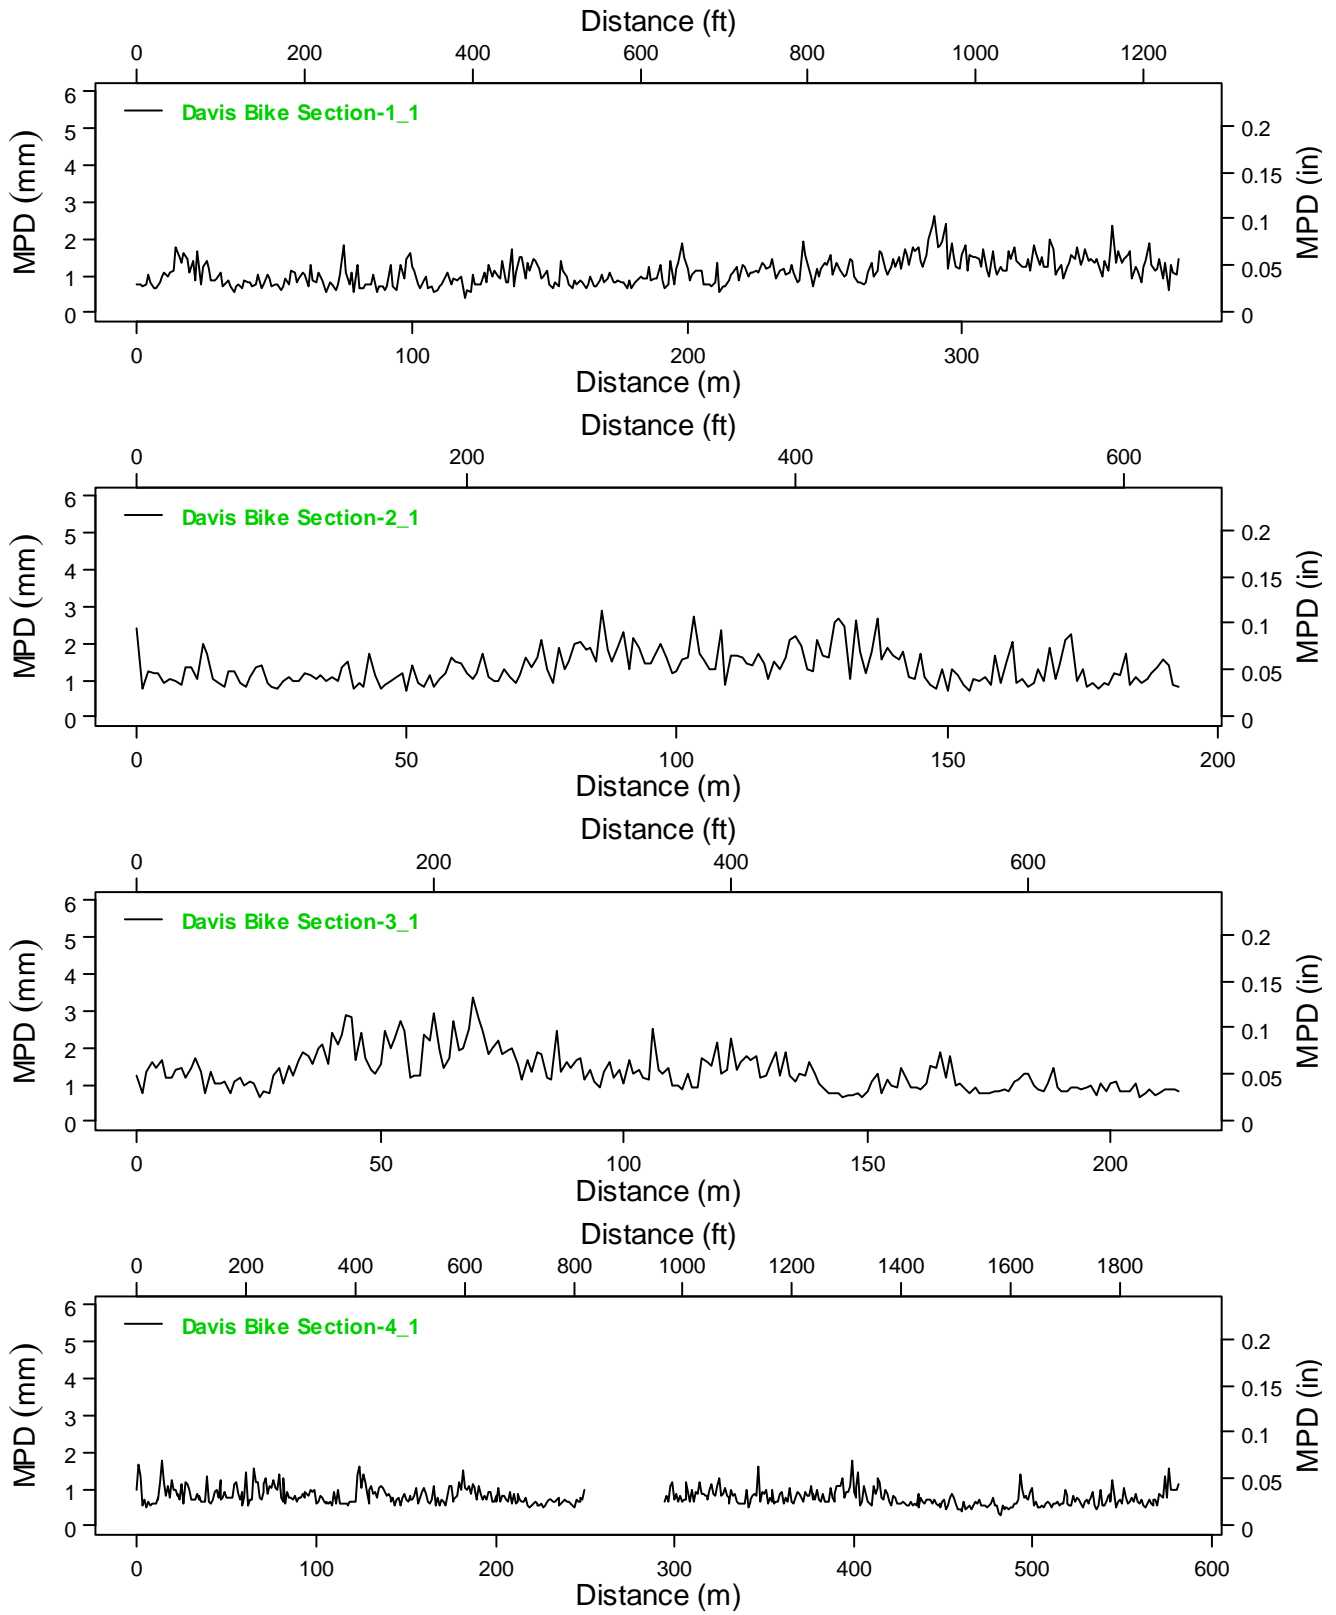 Distance (ft)
0 200 400 600 800 1000 1200
Davis Bike Section-1_1
MPD (mm)
6
5
4
3
2
1
0
MPD (in)
0.2
0.15
0.1
0.05
0
0 100 200 300
Distance (m)
Distance (ft)
0 200 400 600
Davis Bike Section-2_1
MPD (mm)
6
5
4
3
2
1
0
MPD (in)
0.2
0.15
0.1
0.05
0
0 50 100 150 200
Distance (m)
Distance (ft)
0 200 400 600
Davis Bike Section-3_1
MPD (mm)
6
5
4
3
2
1
0
MPD (in)
0.2
0.15
0.1
0.05
0
0 50 100 150 200
Distance (m)
Distance (ft)
0 200 400 600 800 1000 1200 1400 1600 1800
Davis Bike Section-4_1
MPD (mm)
6
5
4
3
2
1
0
MPD (in)
0.2
0.15
0.1
0.05
0
0 100 200 300 400 500 600
Distance (m)